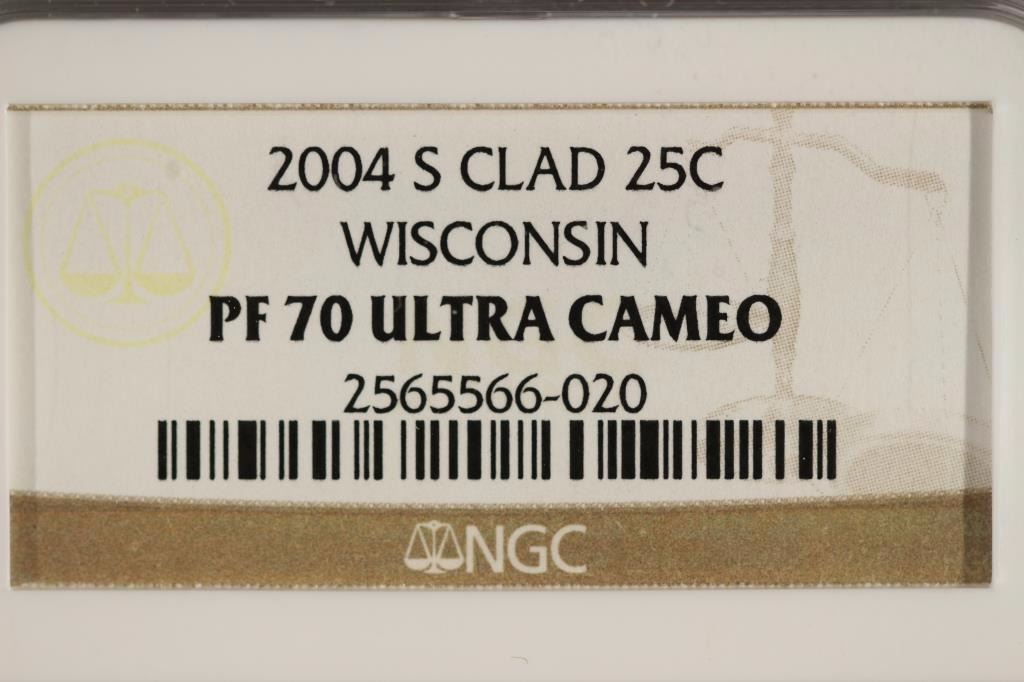 2004 S CLAD 25C
WISCONSIN
PF 70 ULTRA CAMEO
2565566-020
NGC